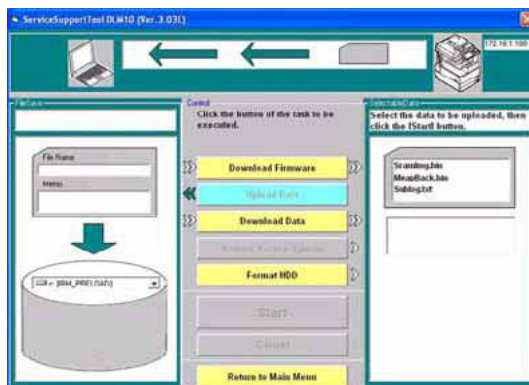 ServiceSupportTool DLM10 (Ver. 3.03E)
172.16.1.100
FileSave
Control
SelectableData
Click the button of the task to be
executed.
Select the data to be uploaded, then
click the [Start] button.
File Name
Memo
Download Firmware
Upload Data
Download Data
Format HDD
Start
Cancel
Return to Main Menu
MeapBack.bin
Sublog.txt